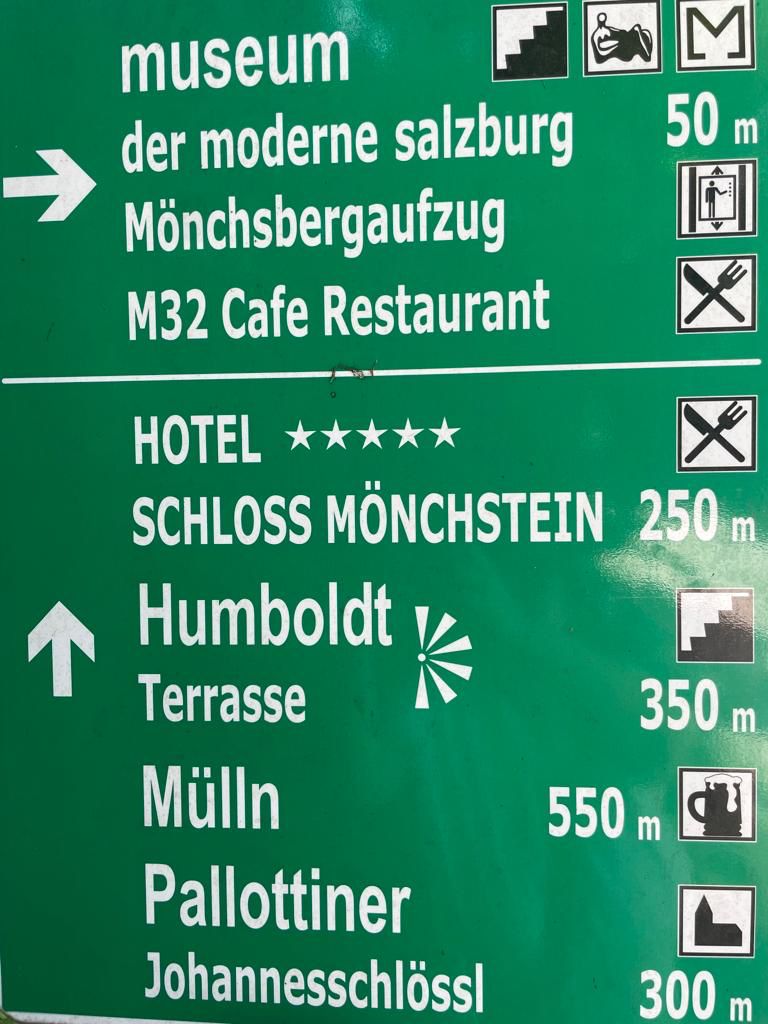 museum M
der moderne salzburg 50 m
Mönchsbergaufzug
M32 Cafe Restaurant
HOTEL ★★★★★
SCHLOSS MÖNCHSTEIN 250 m
Humboldt
Terrasse 350 m
Mülln 550 m
Pallottiner
Johannesschlössl 300 m